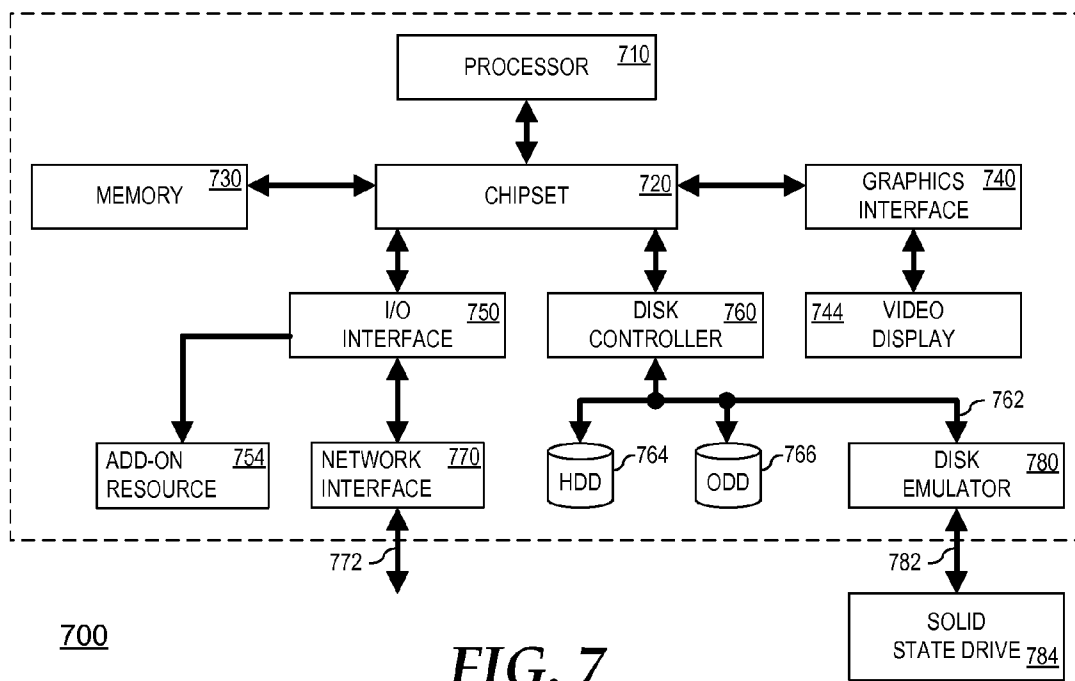 PROCESSOR 710
MEMORY 730
CHIPSET 720
GRAPHICS 740
INTERFACE
I/O 750
INTERFACE
DISK 760
CONTROLLER
744 VIDEO
DISPLAY
762
ADD-ON 754
RESOURCE
NETWORK 770
INTERFACE
HDD
764
ODD
766
DISK 780
EMULATOR
772
782
SOLID
STATE DRIVE 784
700
FIG. 7